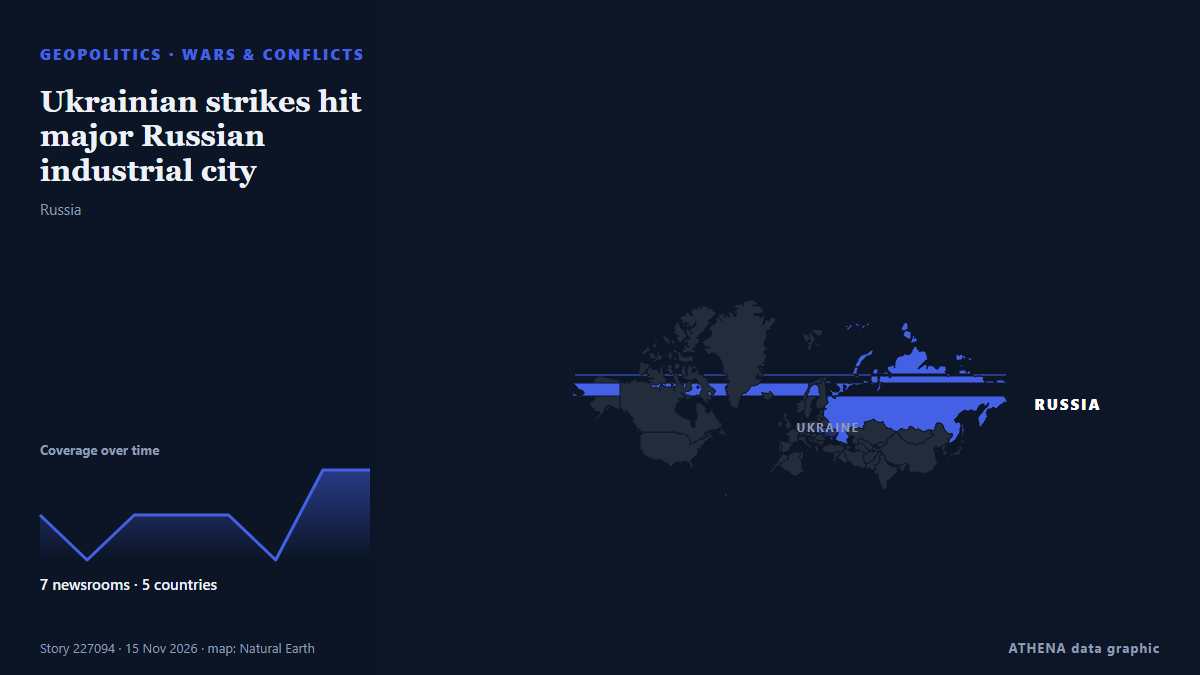 GEOPOLITICS · WARS & CONFLICTS
Ukrainian strikes hit
major Russian
industrial city
Russia
RUSSIA
UKRAINE
Coverage over time
7 newsrooms · 5 countries
Story 227094 · 15 Nov 2026 · map: Natural Earth
ATHENA data graphic